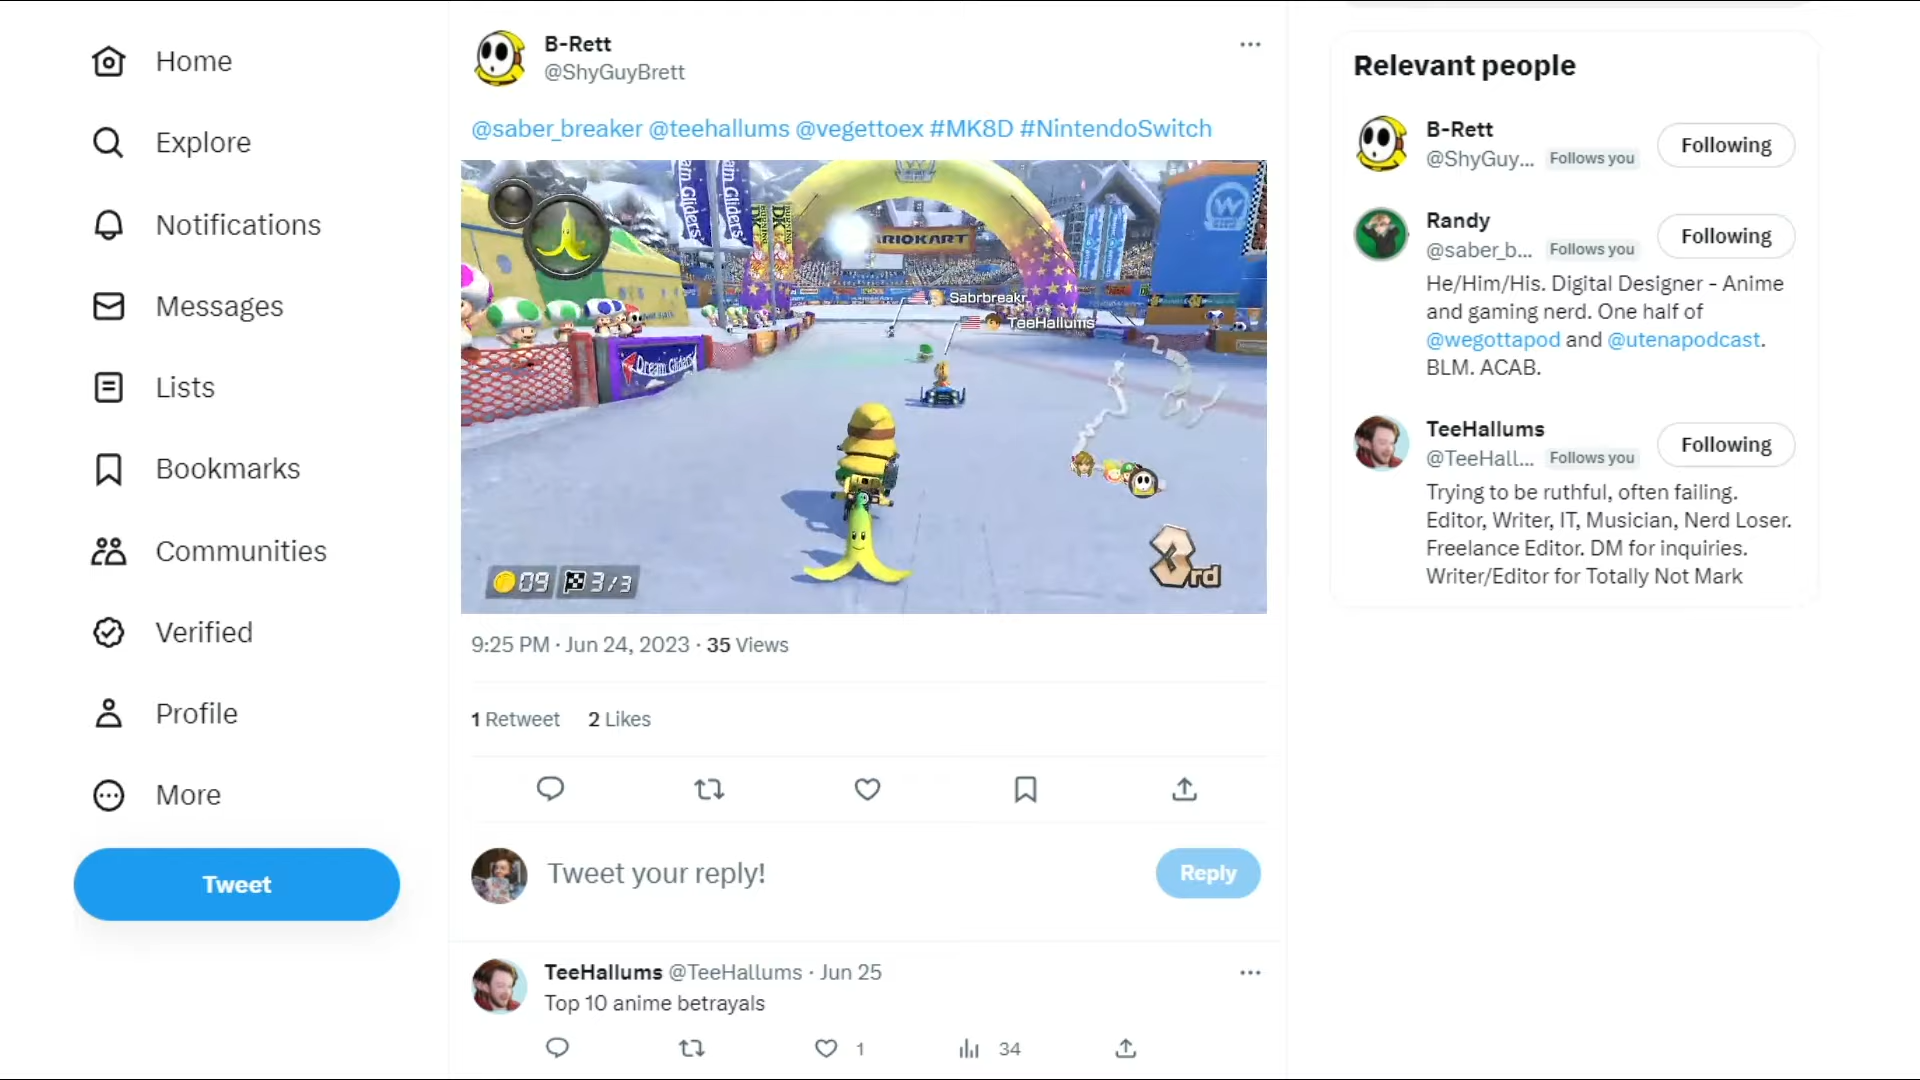 Home
Explore
Notifications
Messages
Lists
Bookmarks
Communities
Verified
Profile
More
Tweet
B-Rett
@ShyGuyBrett
@saber_breaker @teehallums @vegettoex #MK8D #NintendoSwitch
Dream Gliders
MARIOKART
Sabrbreakr
TeeHallums
09
3/3
3rd
9:25 PM · Jun 24, 2023 · 35 Views
1 Retweet 2 Likes
Tweet your reply!
Reply
TeeHallums @TeeHallums · Jun 25
Top 10 anime betrayals
1
34
Relevant people
B-Rett
@ShyGuy... Follows you
Following
Randy
@saber_b... Follows you
Following
He/Him/His. Digital Designer - Anime
and gaming nerd. One half of
@wegottapod and @utenapodcast.
BLM. ACAB.
TeeHallums
@TeeHall... Follows you
Following
Trying to be ruthful, often failing.
Editor, Writer, IT, Musician, Nerd Loser.
Freelance Editor. DM for inquiries.
Writer/Editor for Totally Not Mark